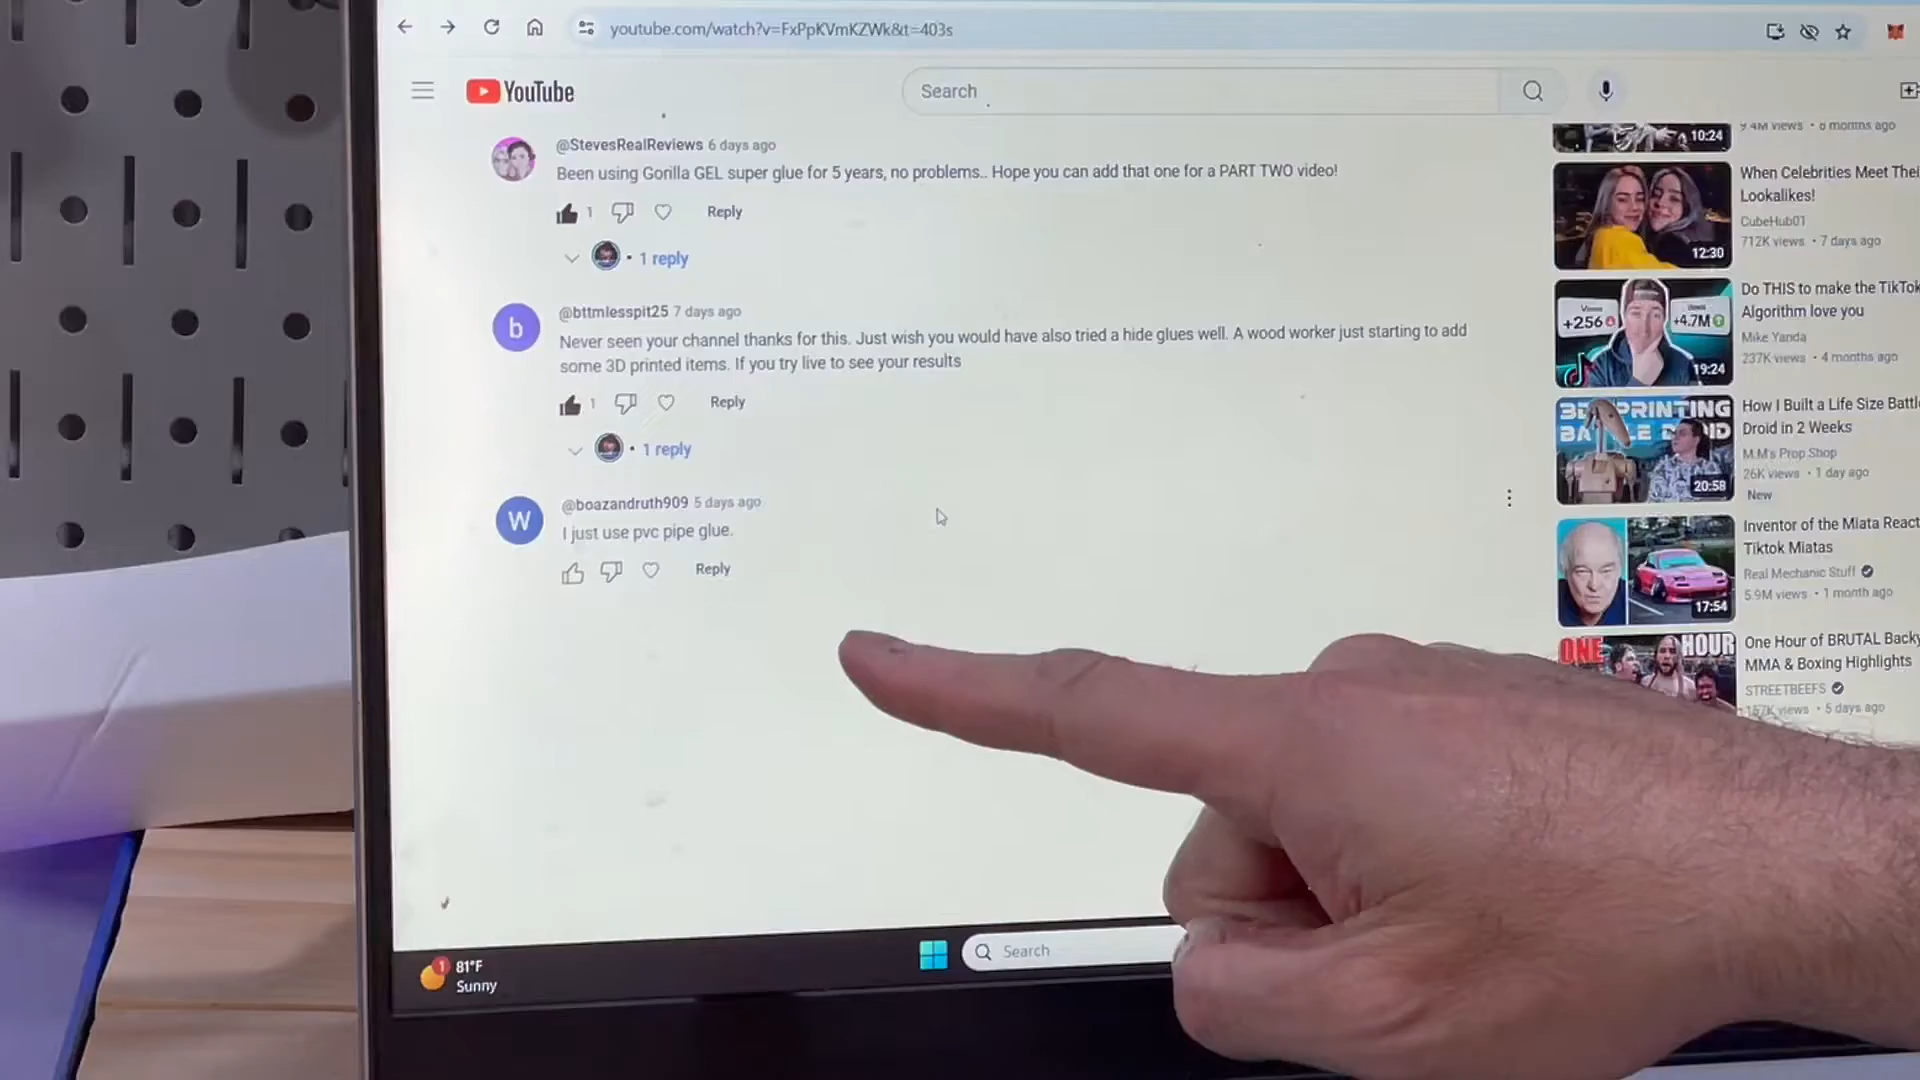 youtube.com/watch?v=FxPpKVmKZWk&t=403s
YouTube
Search
@StevesRealReviews 6 days ago
Been using Gorilla GEL super glue for 5 years, no problems.. Hope you can add that one for a PART TWO video!
1
Reply
1 reply
b
@bttmlesspit25 7 days ago
Never seen your channel thanks for this. Just wish you would have also tried a hide glues well. A wood worker just starting to add
some 3D printed items. If you try live to see your results
1
Reply
1 reply
W
@boazandruth909 5 days ago
I just use pvc pipe glue.
Reply
10:24
9.4M views • 8 months ago
When Celebrities Meet Thei
Lookalikes!
CubeHub01
712K views • 7 days ago
12:30
Do THIS to make the TikTok
Algorithm love you
Mike Yanda
237K views • 4 months ago
+256
+4.7M
19:24
How I Built a Life Size Battl
Droid in 2 Weeks
M.M's Prop Shop
26K views • 1 day ago
New
3D PRINTING
20:58
Inventor of the Miata React
Tiktok Miatas
Real Mechanic Stuff
5.9M views • 1 month ago
17:54
One Hour of BRUTAL Backy
MMA & Boxing Highlights
STREETBEEFS
157K views • 5 days ago
ONE HOUR
1
81°F
Sunny
Search